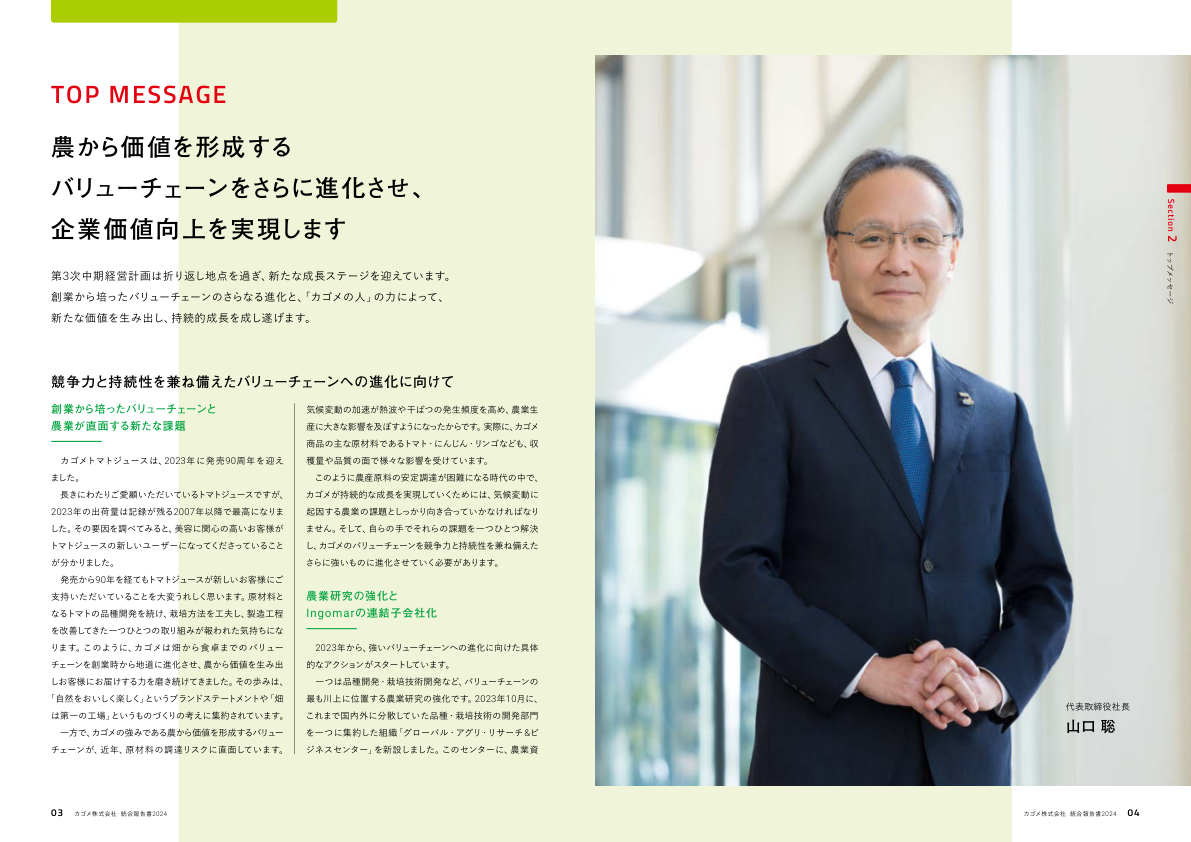 TOP MESSAGE
農から価値を形成する
バリューチェーンをさらに進化させ、
企業価値向上を実現します
第3次中期経営計画は折り返し地点を過ぎ、新たな成長ステージを迎えています。
創業から培ったバリューチェーンのさらなる進化と、「カゴメの人」の力によって、
新たな価値を生み出し、持続的成長を成し遂げます。
競争力と持続性を兼ね備えたバリューチェーンへの進化に向けて
創業から培ったバリューチェーンと
農業が直面する新たな課題
カゴメトマトジュースは、2023年に発売90周年を迎え
ました。
長きにわたりご愛顧いただいているトマトジュースですが、
2023年の出荷量は記録が残る2007年以降で最高になりま
した。その要因を調べてみると、美容に関心の高いお客様が
トマトジュースの新しいユーザーになってくださっていること
が分かりました。
発売から90年を経てもトマトジュースが新しいお客様にご
支持いただいていることを大変うれしく思います。原材料と
なるトマトの品種開発を続け、栽培方法を工夫し、製造工程
を改善してきた一つひとつの取り組みが報われた気持ちにな
ります。このように、カゴメは畑から食卓までのバリュー
チェーンを創業時から地道に進化させ、農から価値を生み出
しお客様にお届けする力を磨き続けてきました。その歩みは、
「自然をおいしく楽しく」というブランドステートメントや「畑
は第一の工場」というものづくりの考えに集約されています。
一方で、カゴメの強みである農から価値を形成するバリュー
チェーンが、近年、原材料の調達リスクに直面しています。
気候変動の加速が熱波や干ばつの発生頻度を高め、農業生
産に大きな影響を及ぼすようになったからです。実際に、カゴメ
商品の主な原材料であるトマト・にんじん・リンゴなども、収
穫量や品質の面で様々な影響を受けています。
このように農産原料の安定調達が困難になる時代の中で、
カゴメが持続的な成長を実現していくためには、気候変動に
起因する農業の課題としっかり向き合っていかなければなり
ません。そして、自らの手でそれらの課題を一つひとつ解決
し、カゴメのバリューチェーンを競争力と持続性を兼ね備えた
さらに強いものに進化させていく必要があります。
農業研究の強化と
Ingomarの連結子会社化
2023年から、強いバリューチェーンへの進化に向けた具体
的なアクションがスタートしています。
一つは品種開発・栽培技術開発など、バリューチェーンの
最も川上に位置する農業研究の強化です。2023年10月に、
これまで国内外に分散していた品種・栽培技術の開発部門
を一つに集約した組織「グローバル・アグリ・リサーチ&ビ
ジネスセンター」を新設しました。このセンターに、農業資
代表取締役社長
山口 聡
Section 2 トップメッセージ
03 カゴメ株式会社 統合報告書2024
カゴメ株式会社 統合報告書2024 04